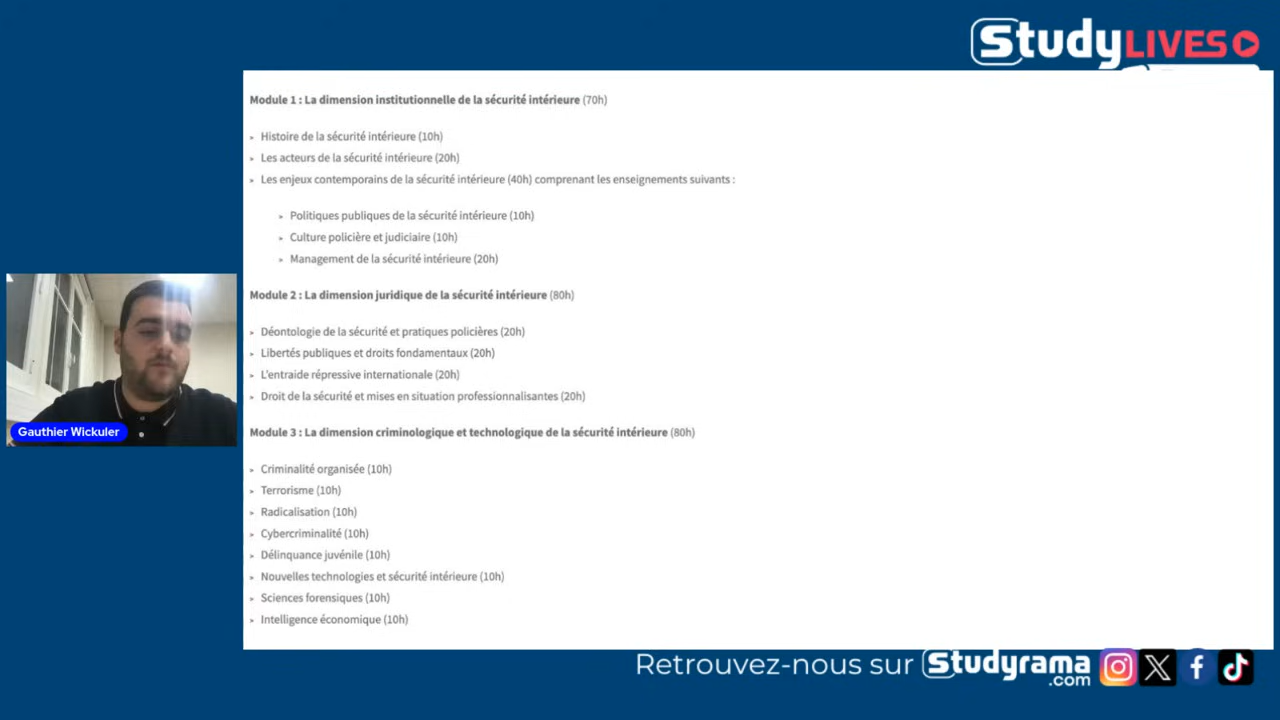 StudyLIVES
Module 1 : La dimension institutionnelle de la sécurité intérieure (70h)
Histoire de la sécurité intérieure (10h)
Les acteurs de la sécurité intérieure (20h)
Les enjeux contemporains de la sécurité intérieure (40h) comprenant les enseignements suivants :
Politiques publiques de la sécurité intérieure (10h)
Culture policière et judiciaire (10h)
Management de la sécurité intérieure (20h)
Module 2 : La dimension juridique de la sécurité intérieure (80h)
Déontologie de la sécurité et pratiques policières (20h)
Libertés publiques et droits fondamentaux (20h)
L'entraide répressive internationale (20h)
Droit de la sécurité et mises en situation professionnalisantes (20h)
Gauthier Wickuler
Module 3 : La dimension criminologique et technologique de la sécurité intérieure (80h)
Criminalité organisée (10h)
Terrorisme (10h)
Radicalisation (10h)
Cybercriminalité (10h)
Délinquance juvénile (10h)
Nouvelles technologies et sécurité intérieure (10h)
Sciences forensiques (10h)
Intelligence économique (10h)
Retrouvez-nous sur Studyrama.com